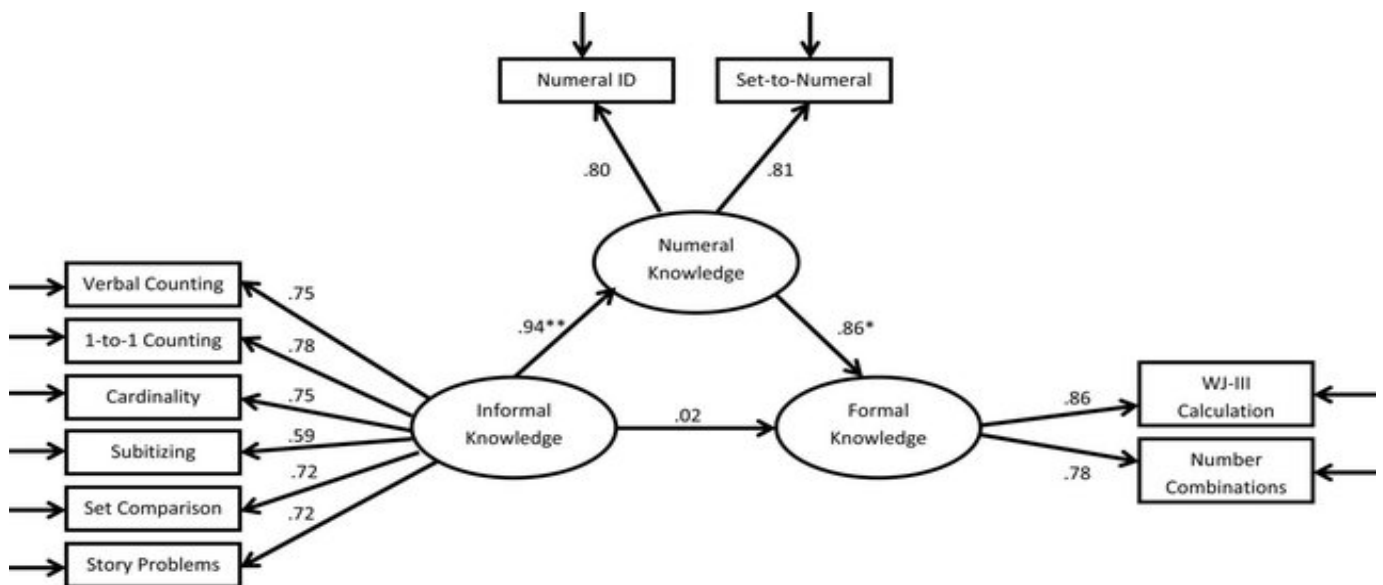 Numeral ID
Set-to-Numeral
.80
.81
Numeral
Knowledge
Verbal Counting
.75
.94**
.86*
1-to-1 Counting
.78
Cardinality
.75
Informal
Knowledge
.02
Formal
Knowledge
.86
WJ-III
Calculation
Subitizing
.59
.78
Number
Combinations
Set Comparison
.72
Story Problems
.72